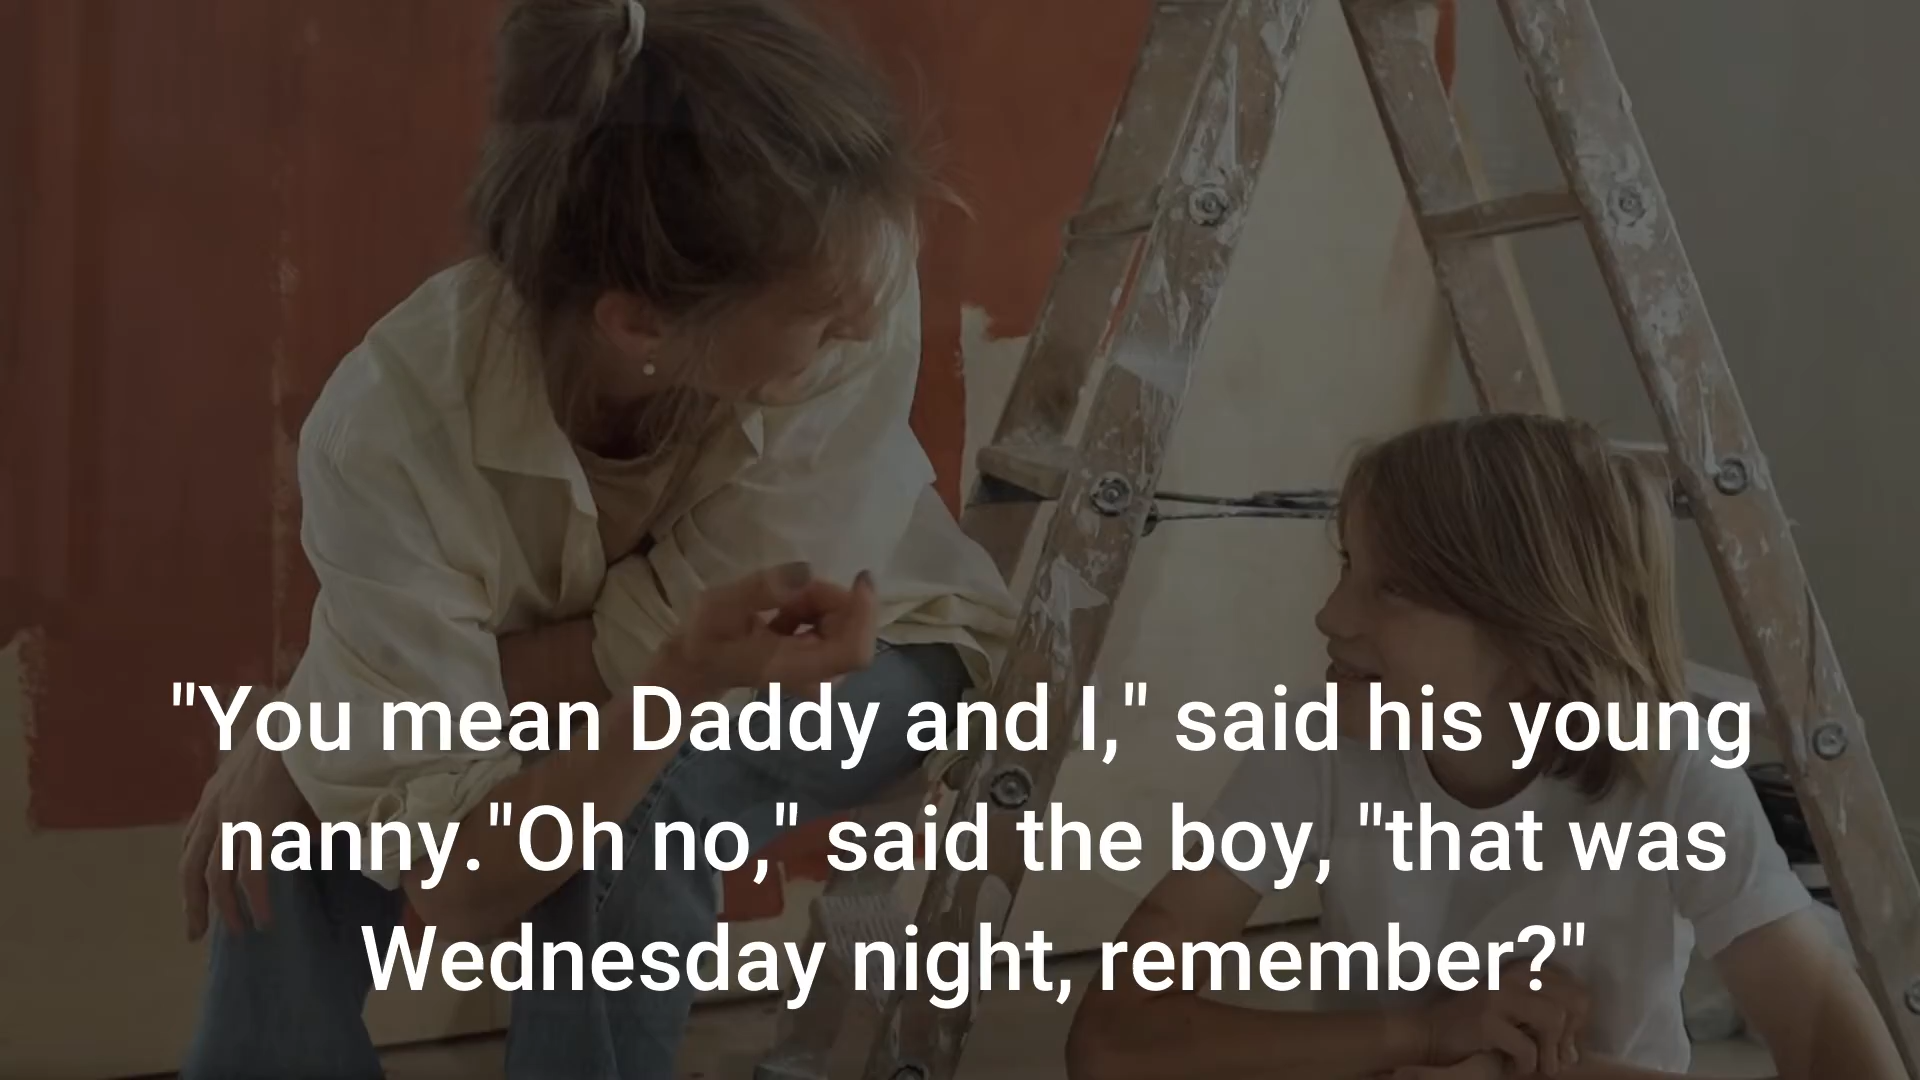 "You mean Daddy and I," said his young
nanny."Oh no," said the boy, "that was
Wednesday night, remember?"